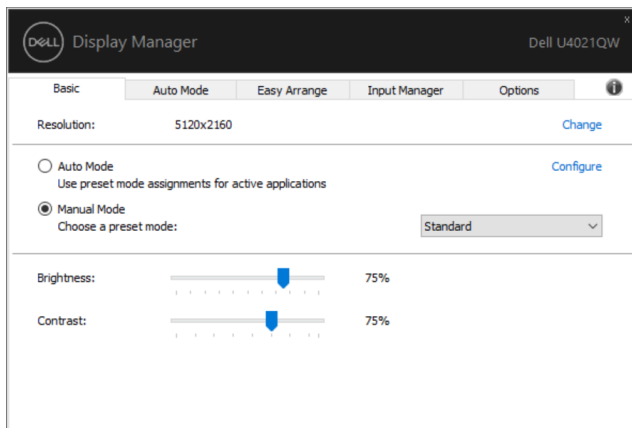 x
DELL Display Manager Dell U4021QW
Basic Auto Mode Easy Arrange Input Manager Options i
Resolution: 5120x2160 Change
Auto Mode Configure
Use preset mode assignments for active applications
Manual Mode
Choose a preset mode: Standard
Brightness: 75%
Contrast: 75%